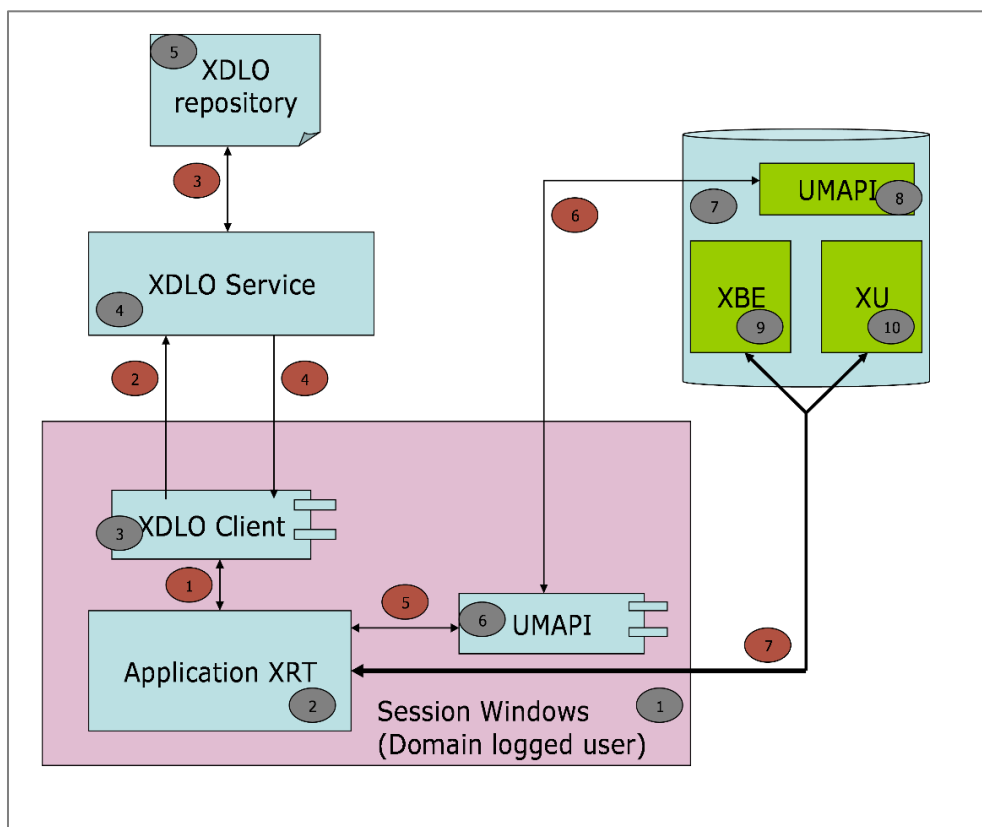 5
XDLO
repository
3
6
UMAPI
7
8
XDLO Service
4
XBE
9
XU
10
2
4
XDLO Client
3
1
5
6
UMAPI
7
Application XRT
2
Session Windows
(Domain logged user)
1